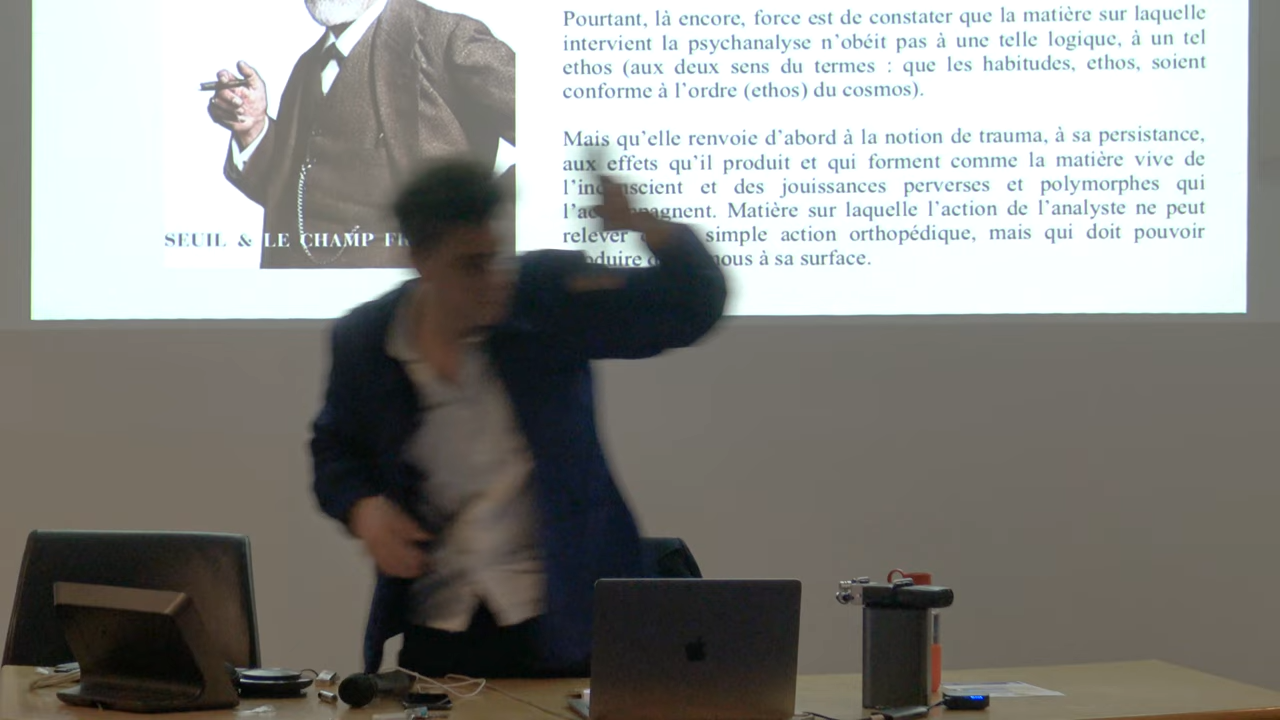 Pourtant, là encore, force est de constater que la matière sur laquelle
intervient la psychanalyse n'obéit pas à une telle logique, à un tel
ethos (aux deux sens du termes : que les habitudes, ethos, soient
conforme à l'ordre (ethos) du cosmos).
Mais qu'elle renvoie d'abord à la notion de trauma, à sa persistance,
aux effets qu'il produit et qui forment comme la matière vive de
l'inconscient et des jouissances perverses et polymorphes qui
l'accompagnent. Matière sur laquelle l'action de l'analyste ne peut
relever simple action orthopédique, mais qui doit pouvoir
nous à sa surface.
SEUIL & LE CHAMP